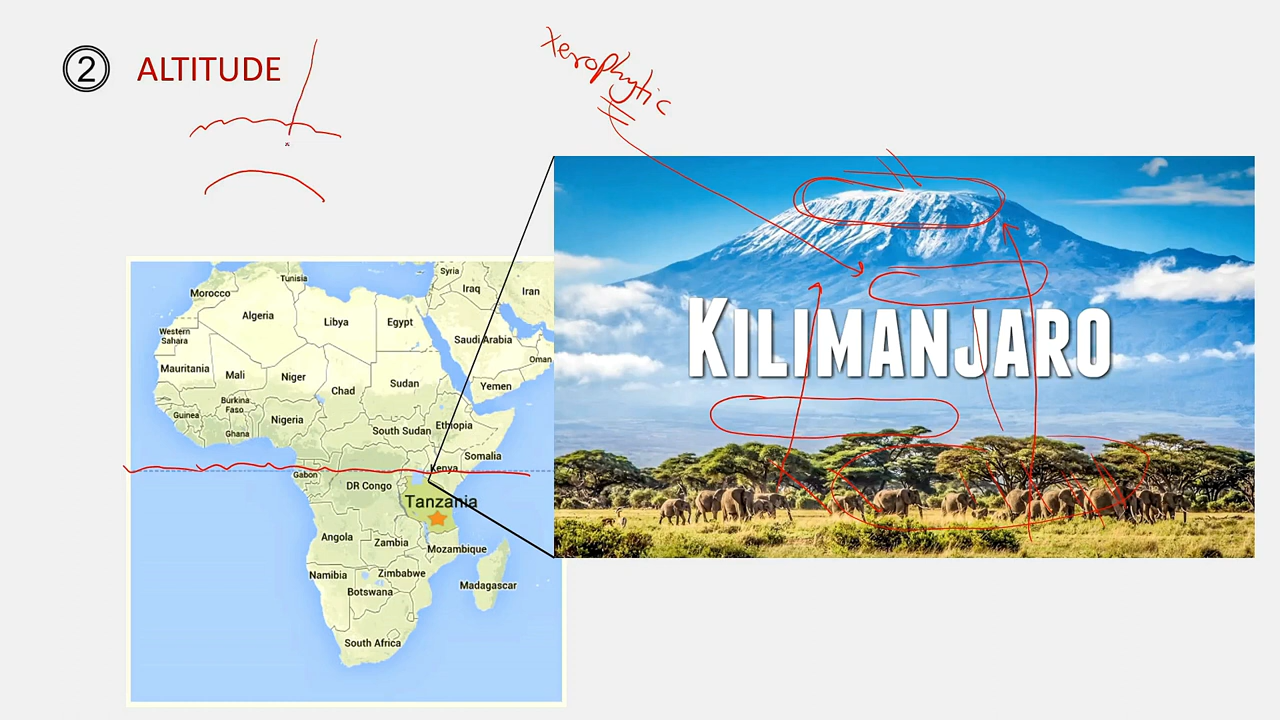 2 ALTITUDE
xerophytic
KILIMANJARO
Syria
Tunisia
Morocco
Iraq
Iran
Algeria
Libya
Egypt
Western
Sahara
Saudi Arabia
Oman
Mauritania
Mali
Niger
Chad
Sudan
Yemen
Burkina
Faso
Guinea
Nigeria
Ghana
South Sudan
Ethiopia
Somalia
Gabon
Kenya
DR Congo
Tanzania
Angola
Zambia
Mozambique
Namibia
Zimbabwe
Botswana
Madagascar
South Africa